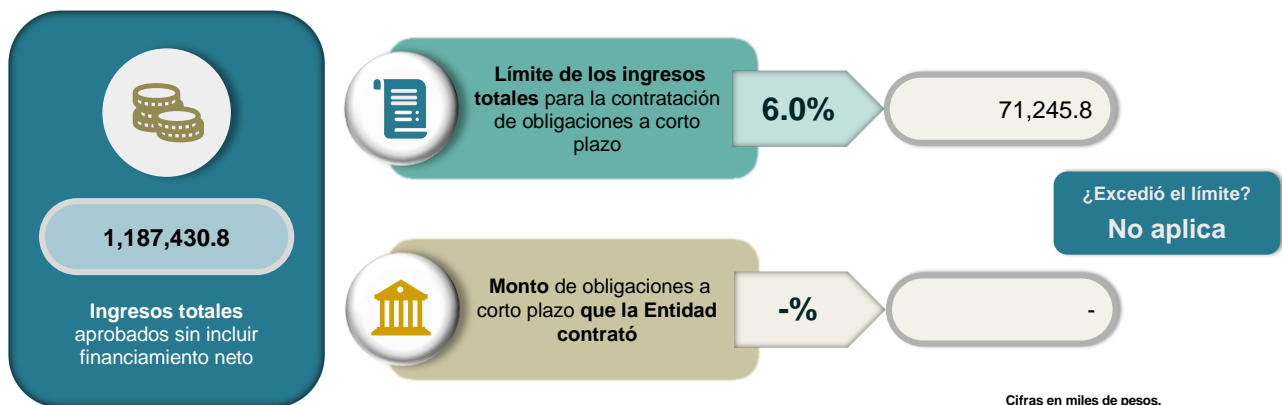 1,187,430.8
Ingresos totales
aprobados sin incluir
financiamiento neto
Límite de los ingresos
totales para la contratación
de obligaciones a corto
plazo
6.0%
71,245.8
¿Excedió el límite?
No aplica
Monto de obligaciones a
corto plazo que la Entidad
contrató
-%
-
Cifras en miles de pesos.